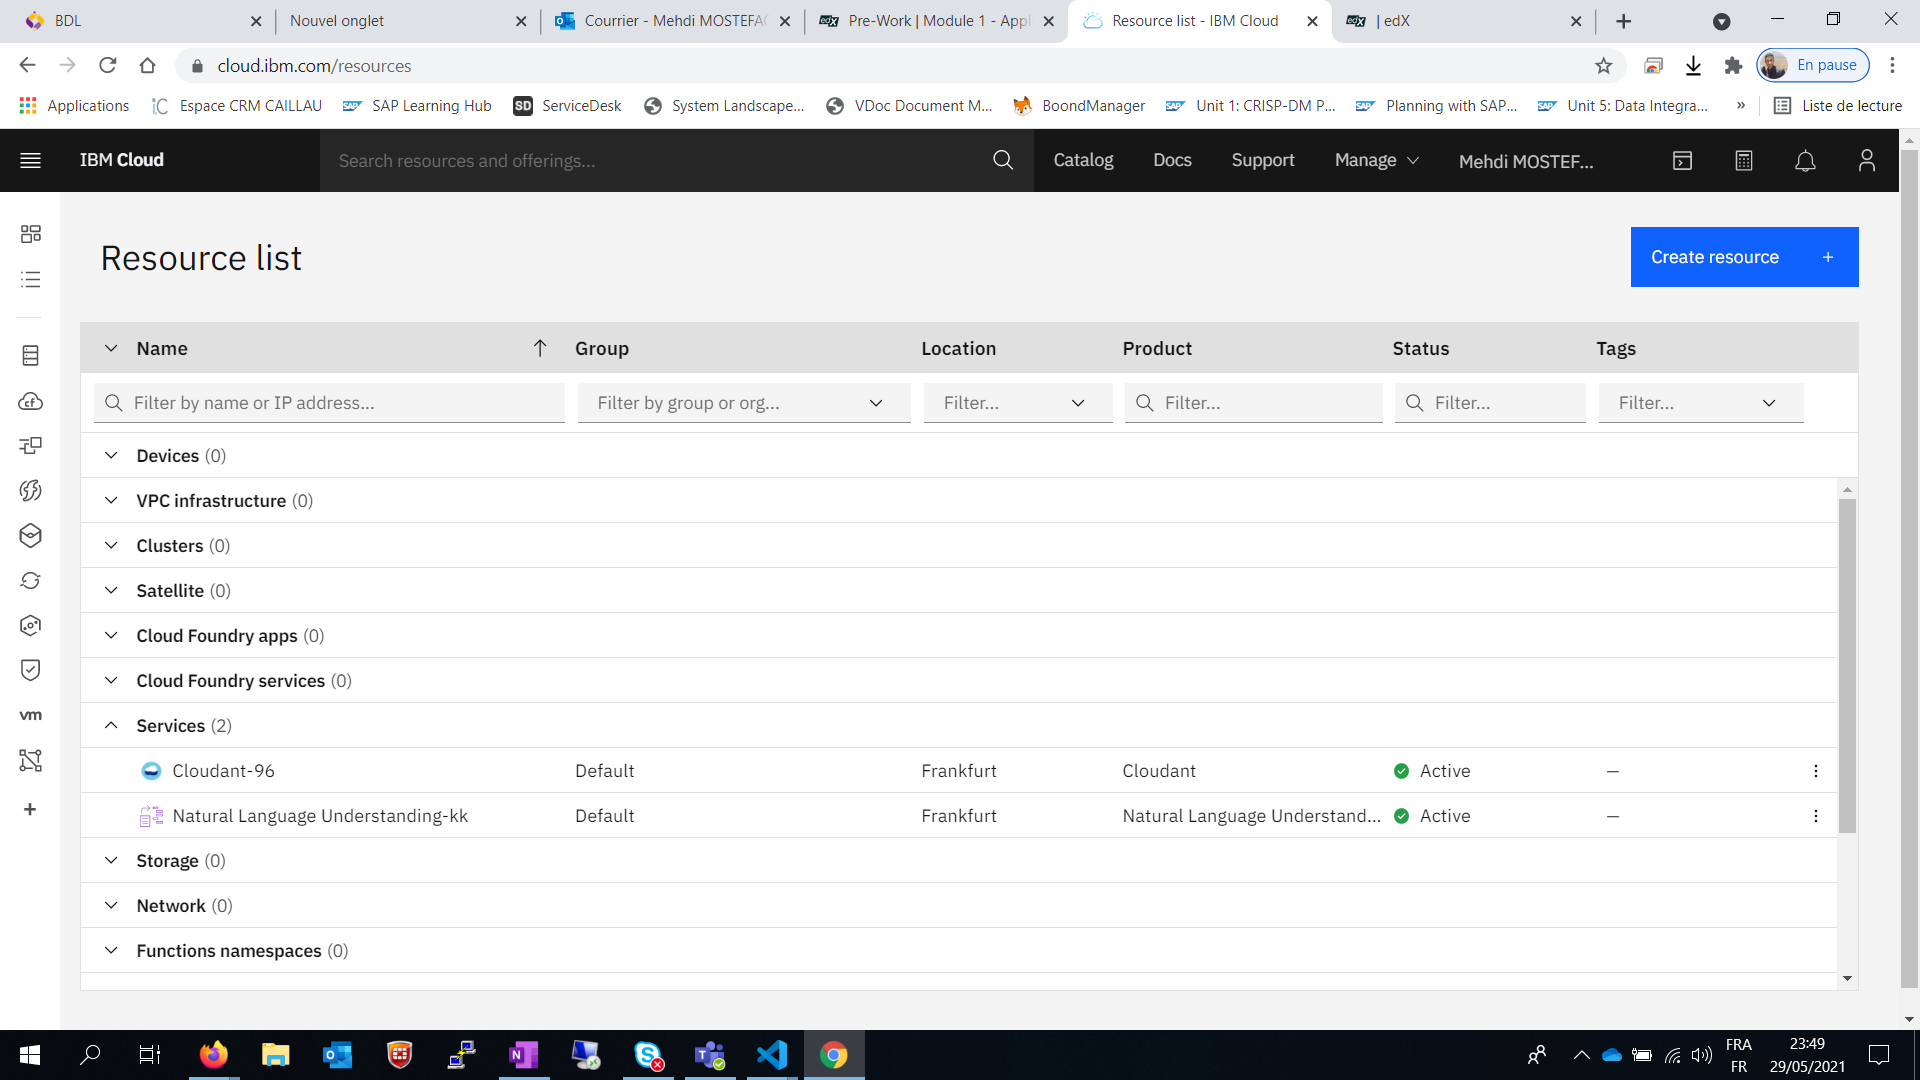 BDL
Nouvel onglet
Courrier - Mehdi MOSTEFA
Pre-Work | Module 1 - Appl
Resource list - IBM Cloud
| edX
cloud.ibm.com/resources
En pause
Applications
Espace CRM CAILLAU
SAP Learning Hub
ServiceDesk
System Landscape...
VDoc Document M...
BoondManager
Unit 1: CRISP-DM P...
Planning with SAP...
Unit 5: Data Integra...
»
Liste de lecture
IBM Cloud
Search resources and offerings...
Catalog
Docs
Support
Manage
Mehdi MOSTEF...
Resource list
Create resource +
Name
Group
Location
Product
Status
Tags
Filter by name or IP address...
Filter by group or org...
Filter...
Filter...
Filter...
Filter...
Devices (0)
VPC infrastructure (0)
Clusters (0)
Satellite (0)
Cloud Foundry apps (0)
Cloud Foundry services (0)
Services (2)
Cloudant-96 Default Frankfurt Cloudant Active —
Natural Language Understanding-kk Default Frankfurt Natural Language Understand... Active —
Storage (0)
Network (0)
Functions namespaces (0)
vm
FRA
FR
23:49
29/05/2021